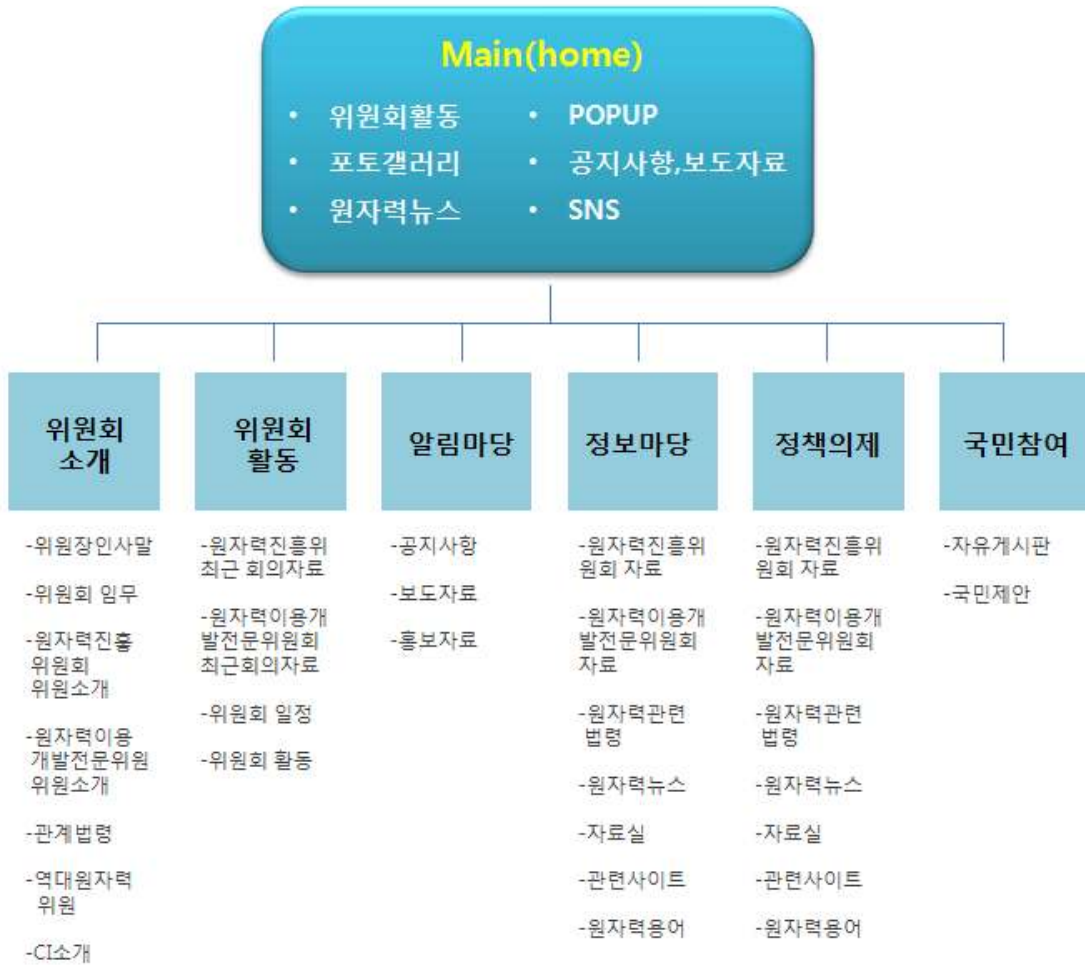 Main(home)
• 위원회활동
• 포토갤러리
• 원자력뉴스
• POPUP
• 공지사항,보도자료
• SNS
위원회
소개
-위원장인사말
-위원회 임무
-원자력진흥
위원회
위원소개
-원자력이용
개발전문위원
위원소개
-관계법령
-역대원자력
위원
-CI소개
위원회
활동
-원자력진흥위
최근 회의자료
-원자력이용개
발전문위원회
최근회의자료
-위원회 일정
-위원회 활동
알림마당
-공지사항
-보도자료
-홍보자료
정보마당
-원자력진흥위
원회 자료
-원자력이용개
발전문위원회
자료
-원자력관련
법령
-원자력뉴스
-자료실
-관련사이트
-원자력용어
정책의제
-원자력진흥위
원회 자료
-원자력이용개
발전문위원회
자료
-원자력관련
법령
-원자력뉴스
-자료실
-관련사이트
-원자력용어
국민참여
-자유게시판
-국민제안